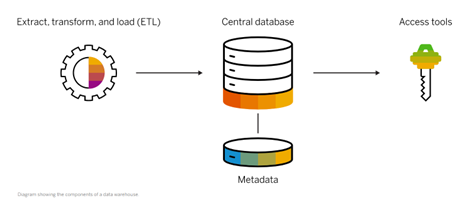 Extract, transform, and load (ETL)
Central database
Access tools
Metadata
Diagram showing the components of a data warehouse